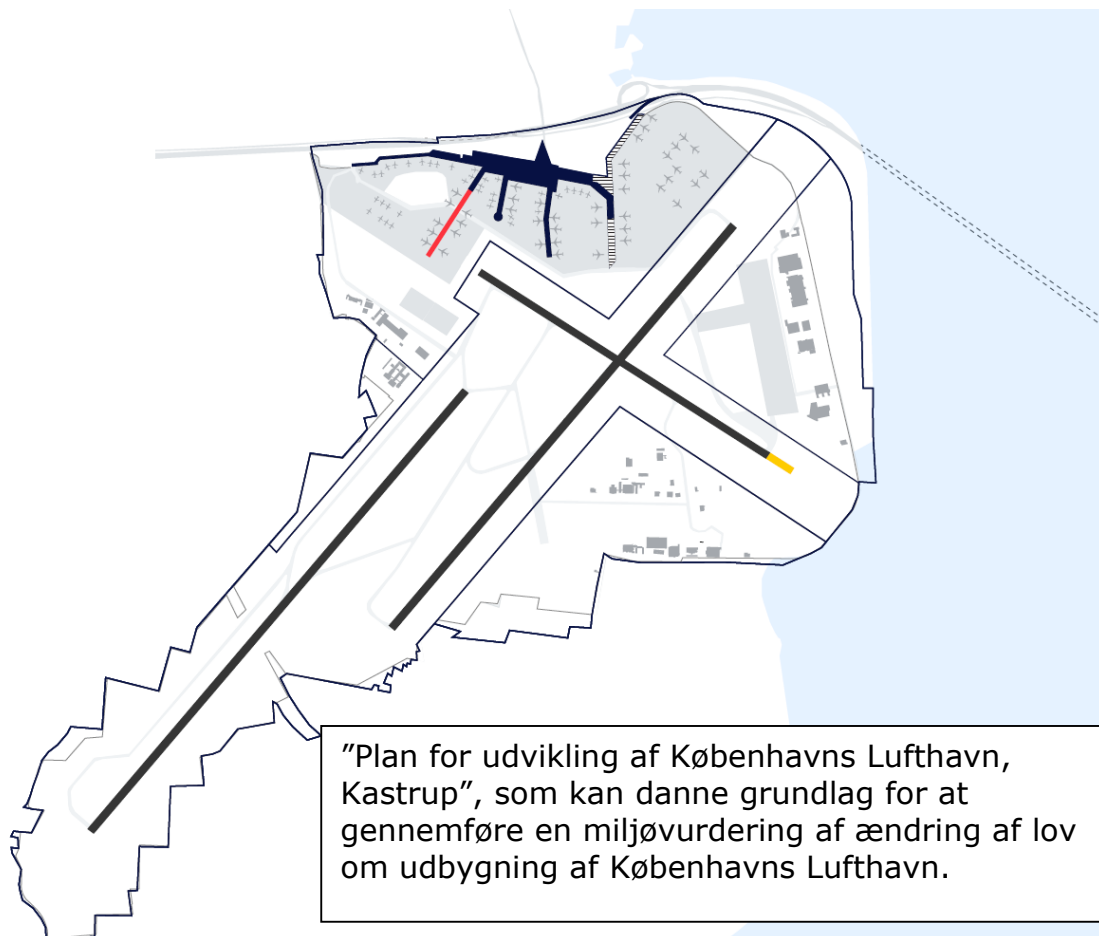 ”Plan for udvikling af Københavns Lufthavn,
Kastrup”, som kan danne grundlag for at
gennemføre en miljøvurdering af ændring af lov
om udbygning af Københavns Lufthavn.